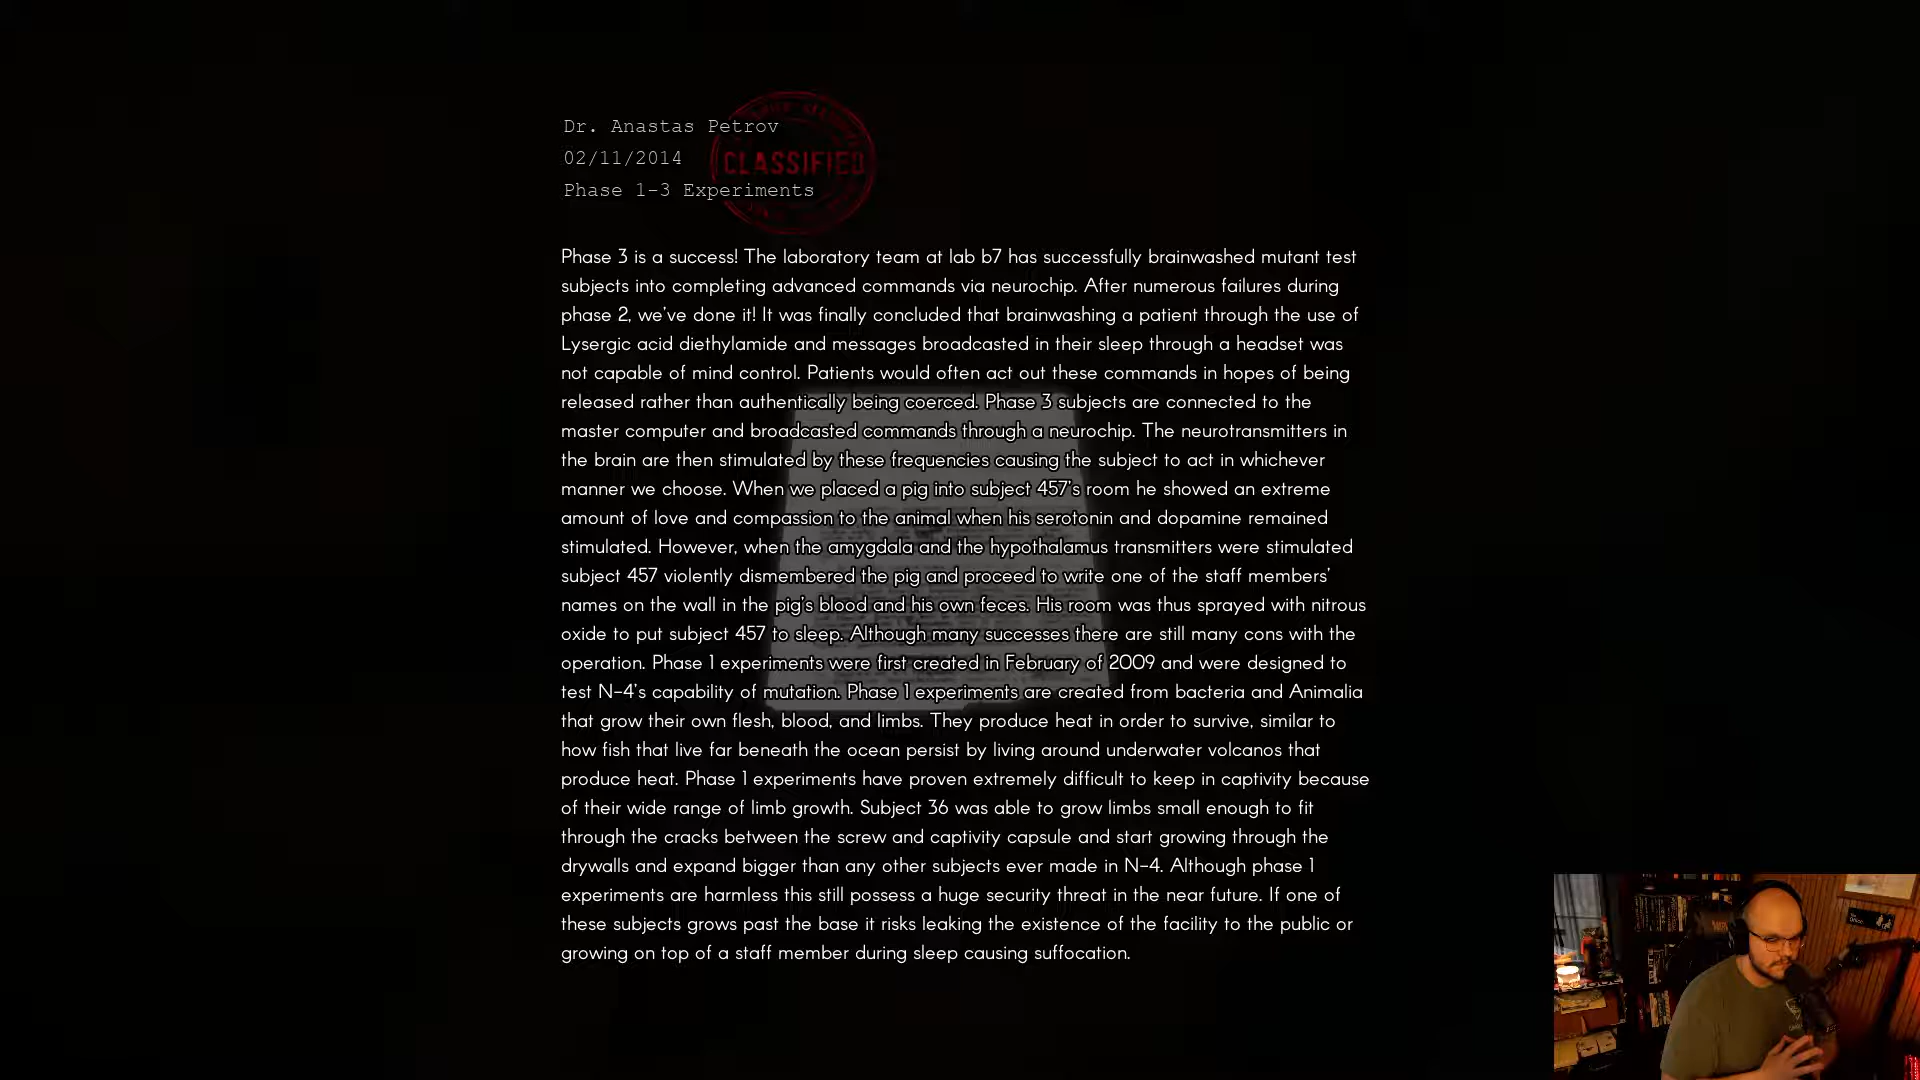 Dr. Anastas Petrov
02/11/2014
CLASSIFIED
Phase 1-3 Experiments
Phase 3 is a success! The laboratory team at lab b7 has successfully brainwashed mutant test
subjects into completing advanced commands via neurochip. After numerous failures during
phase 2, we've done it! It was finally concluded that brainwashing a patient through the use of
Lysergic acid diethylamide and messages broadcasted in their sleep through a headset was
not capable of mind control. Patients would often act out these commands in hopes of being
released rather than authentically being coerced. Phase 3 subjects are connected to the
master computer and broadcasted commands through a neurochip. The neurotransmitters in
the brain are then stimulated by these frequencies causing the subject to act in whichever
manner we choose. When we placed a pig into subject 457's room he showed an extreme
amount of love and compassion to the animal when his serotonin and dopamine remained
stimulated. However, when the amygdala and the hypothalamus transmitters were stimulated
subject 457 violently dismembered the pig and proceed to write one of the staff members'
names on the wall in the pig's blood and his own feces. His room was thus sprayed with nitrous
oxide to put subject 457 to sleep. Although many successes there are still many cons with the
operation. Phase 1 experiments were first created in February of 2009 and were designed to
test N-4's capability of mutation. Phase 1 experiments are created from bacteria and Animalia
that grow their own flesh, blood, and limbs. They produce heat in order to survive, similar to
how fish that live far beneath the ocean persist by living around underwater volcanos that
produce heat. Phase 1 experiments have proven extremely difficult to keep in captivity because
of their wide range of limb growth. Subject 36 was able to grow limbs small enough to fit
through the cracks between the screw and captivity capsule and start growing through the
drywalls and expand bigger than any other subjects ever made in N-4. Although phase 1
experiments are harmless this still possess a huge security threat in the near future. If one of
these subjects grows past the base it risks leaking the existence of the facility to the public or
growing on top of a staff member during sleep causing suffocation.